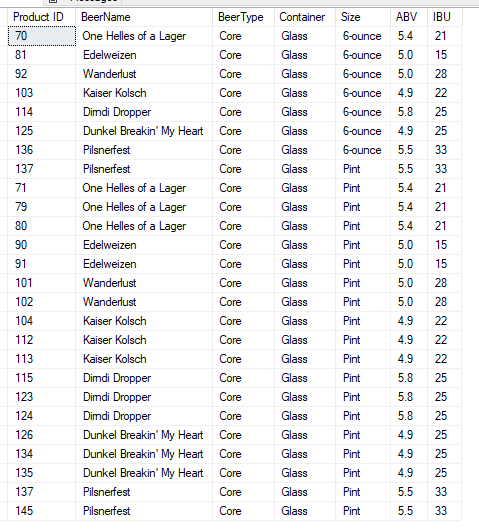 Product ID BeerName BeerType Container Size ABV IBU
70 One Helles of a Lager Core Glass 6-ounce 5.4 21
81 Edelweizen Core Glass 6-ounce 5.0 15
92 Wanderlust Core Glass 6-ounce 5.0 28
103 Kaiser Kolsch Core Glass 6-ounce 4.9 22
114 Dirndi Dropper Core Glass 6-ounce 5.8 25
125 Dunkel Breakin' My Heart Core Glass 6-ounce 4.9 25
136 Pilsnerfest Core Glass 6-ounce 5.5 33
137 Pilsnerfest Core Glass Pint 5.5 33
71 One Helles of a Lager Core Glass Pint 5.4 21
79 One Helles of a Lager Core Glass Pint 5.4 21
80 One Helles of a Lager Core Glass Pint 5.4 21
90 Edelweizen Core Glass Pint 5.0 15
91 Edelweizen Core Glass Pint 5.0 15
101 Wanderlust Core Glass Pint 5.0 28
102 Wanderlust Core Glass Pint 5.0 28
104 Kaiser Kolsch Core Glass Pint 4.9 22
112 Kaiser Kolsch Core Glass Pint 4.9 22
113 Kaiser Kolsch Core Glass Pint 4.9 22
115 Dirndi Dropper Core Glass Pint 5.8 25
123 Dirndi Dropper Core Glass Pint 5.8 25
124 Dirndi Dropper Core Glass Pint 5.8 25
126 Dunkel Breakin' My Heart Core Glass Pint 4.9 25
134 Dunkel Breakin' My Heart Core Glass Pint 4.9 25
135 Dunkel Breakin' My Heart Core Glass Pint 4.9 25
137 Pilsnerfest Core Glass Pint 5.5 33
145 Pilsnerfest Core Glass Pint 5.5 33